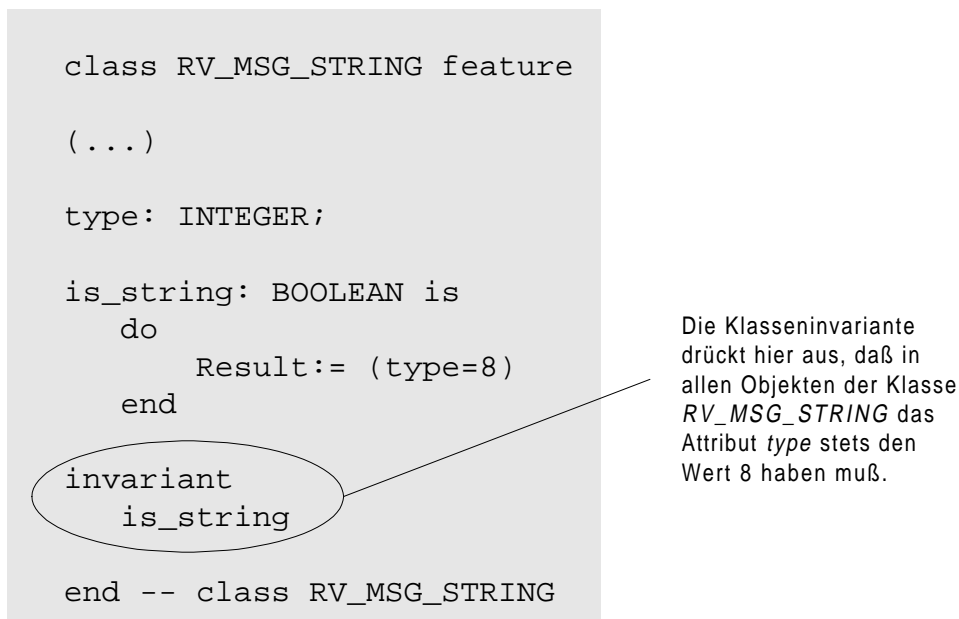 class RV_MSG_STRING feature
(...)
type: INTEGER;
is_string: BOOLEAN is
do
Result:= (type=8)
end
invariant
is_string
end -- class RV_MSG_STRING
Die Klasseninvariante
drückt hier aus, daß in
allen Objekten der Klasse
RV_MSG_STRING das
Attribut type stets den
Wert 8 haben muß.